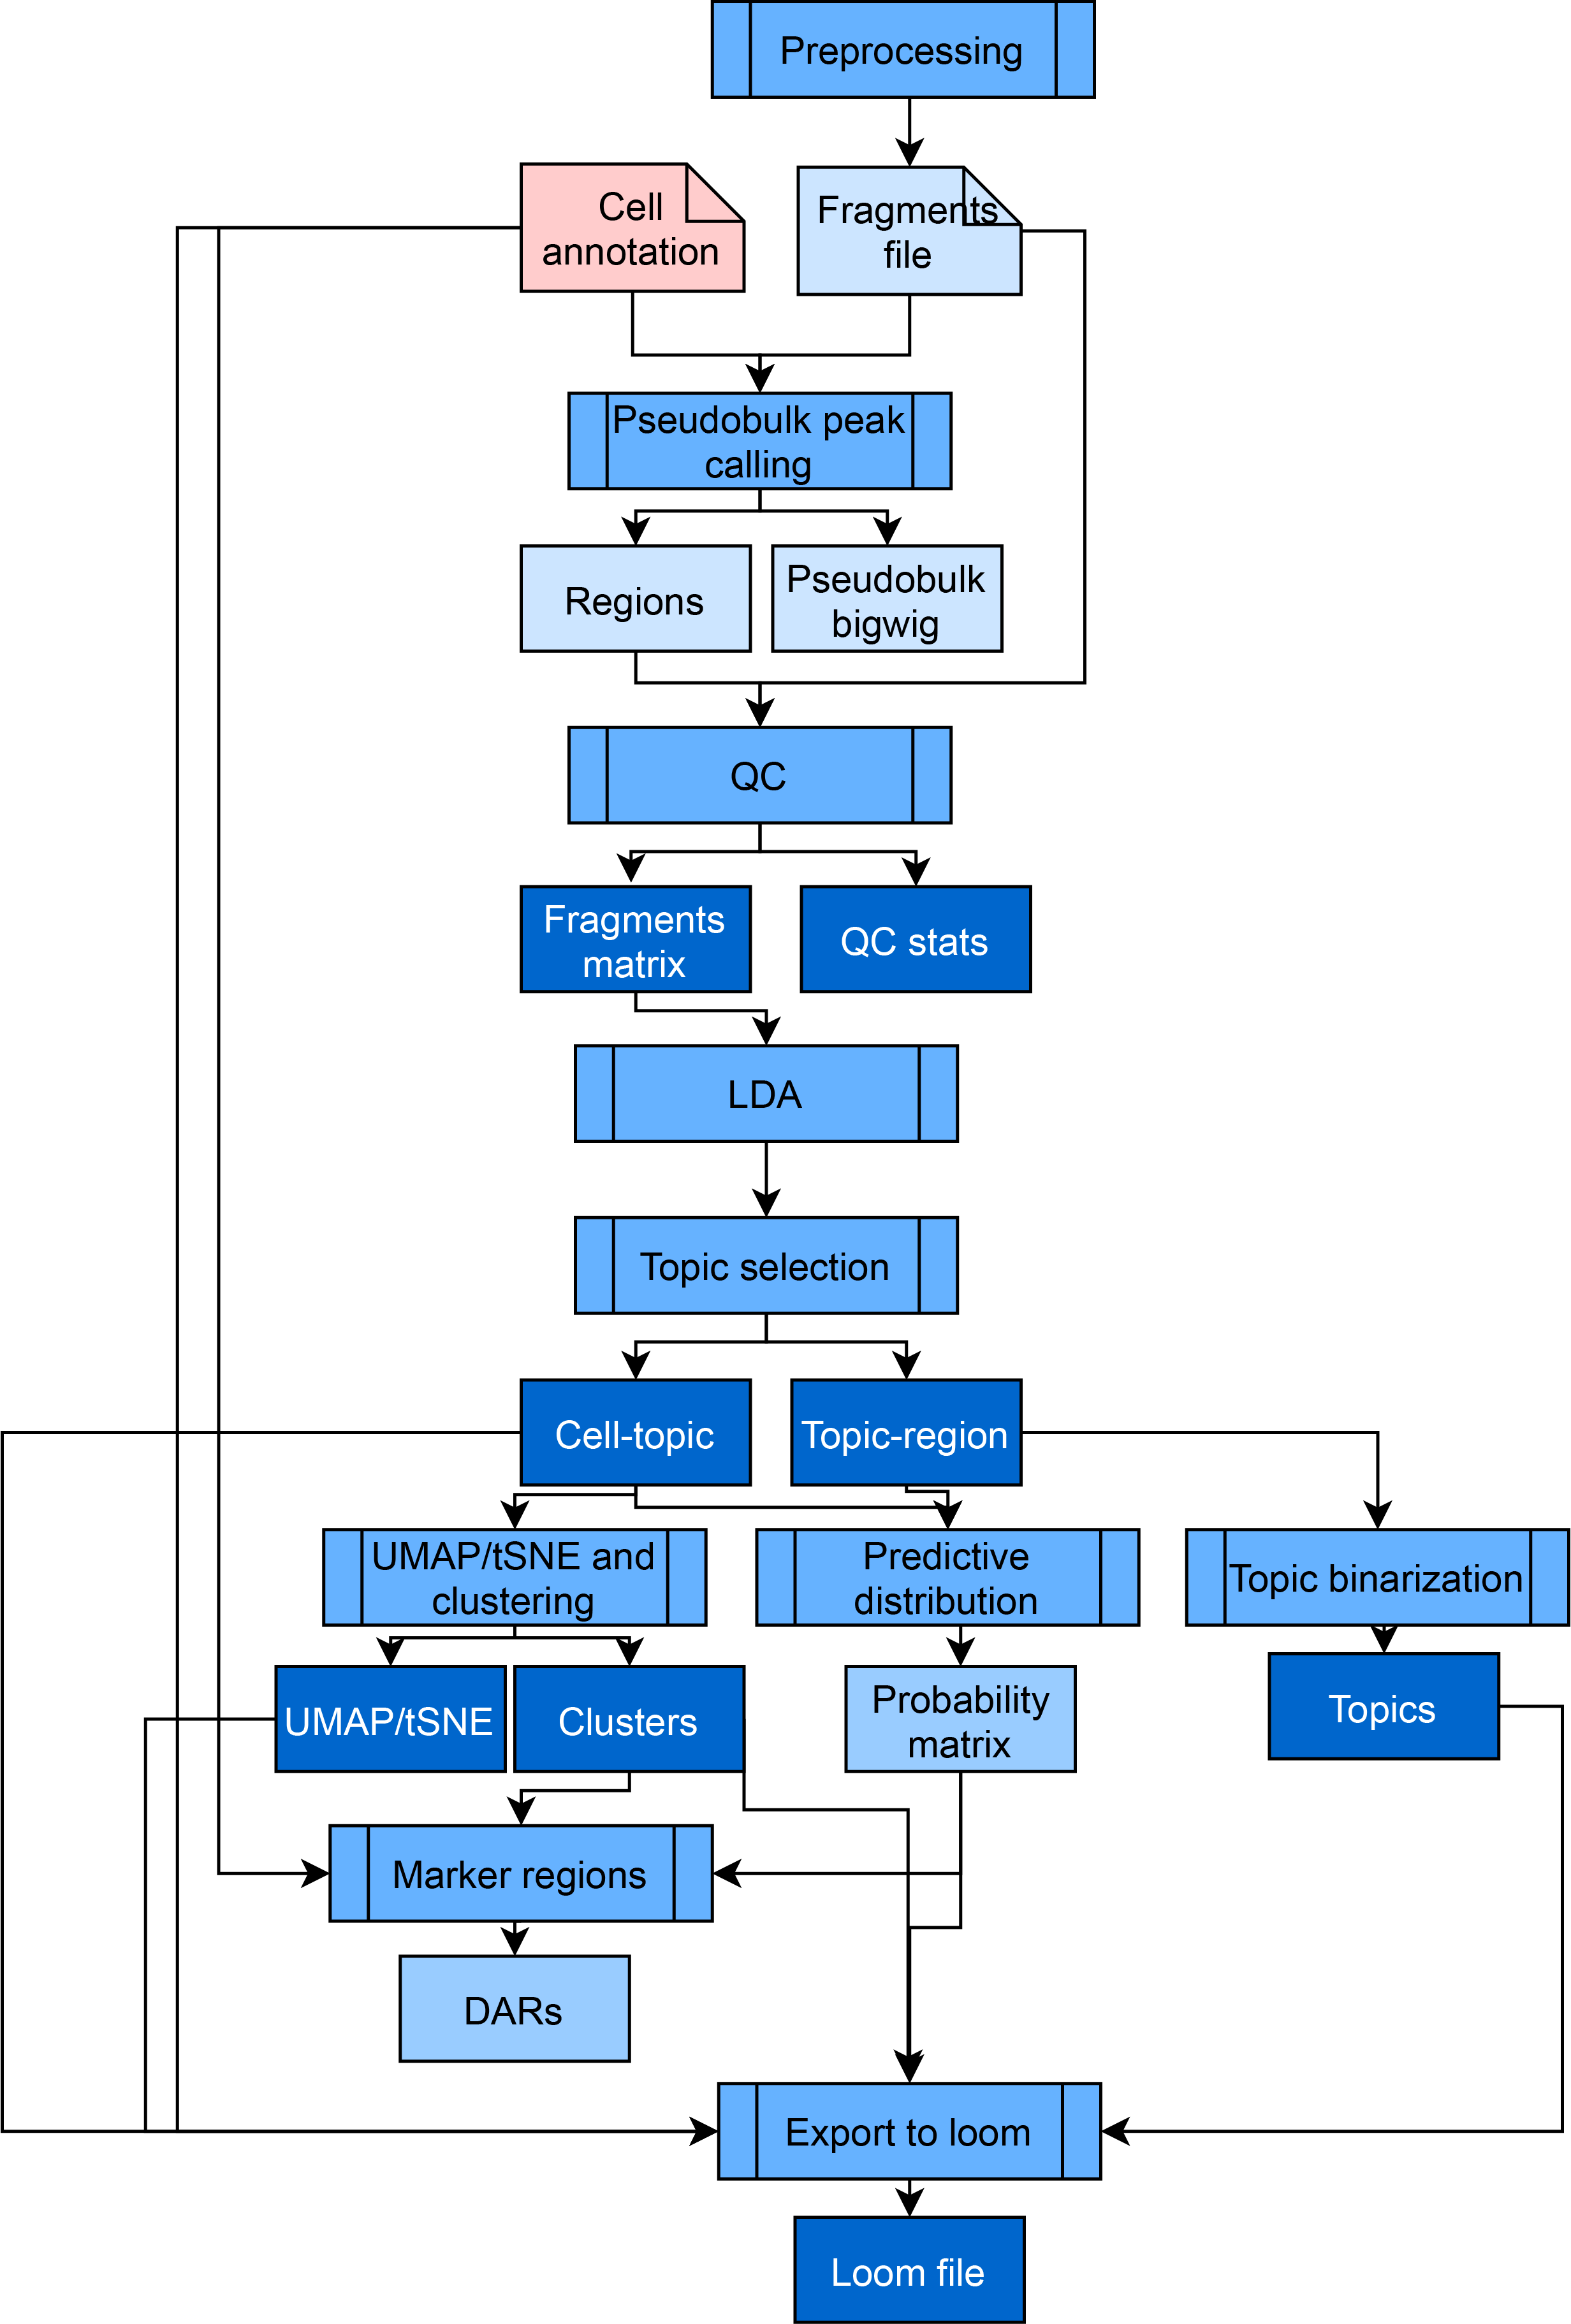 Preprocessing
Cell
annotation
Fragments
file
Pseudobulk peak
calling
Regions
Pseudobulk
bigwig
QC
Fragments
matrix
QC stats
LDA
Topic selection
Cell-topic
Topic-region
UMAP/tSNE and
clustering
Predictive
distribution
Topic binarization
UMAP/tSNE
Clusters
Probability
matrix
Topics
Marker regions
DARs
Export to loom
Loom file